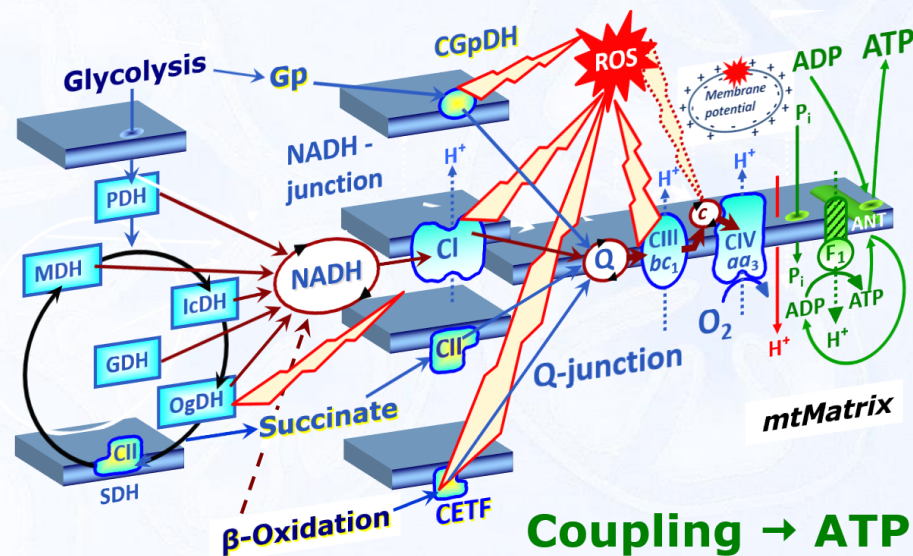 CGpDH
ROS
ADP
ATP
Glycolysis
Gp
Membrane
potential
Pi
NADH -
junction
H+
H+
H+
PDH
C
ANT
CI
CIII
bc1
CIV
aa3
Q
F1
MDH
NADH
IcDH
Pi
ADP
ATP
O2
GDH
CII
H+
H+
Q-junction
OgDH
Succinate
mtMatrix
CII
SDH
β-Oxidation
CETF
Coupling → ATP